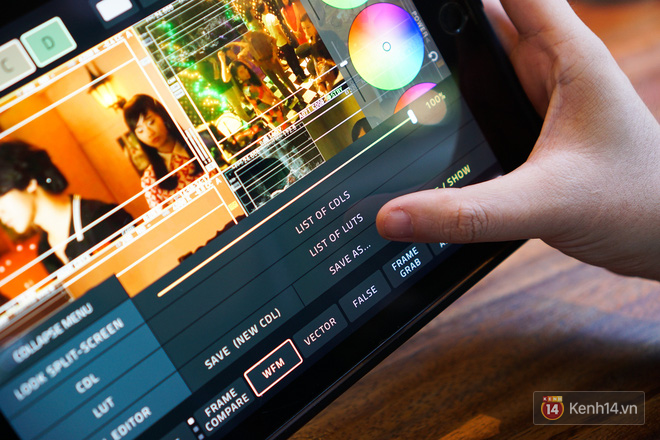 C
D
100%
LIST OF CDLS
LIST OF LUTS
/ SHOW
SAVE AS...
COLLAPSE MENU
LOOK SPLIT-SCREEN
CDL
LUT
EDITOR
SAVE (NEW CDL)
FRAME
COMPARE
WFM
VECTOR
FALSE
FRAME
GRAB
14
Kenh14.vn